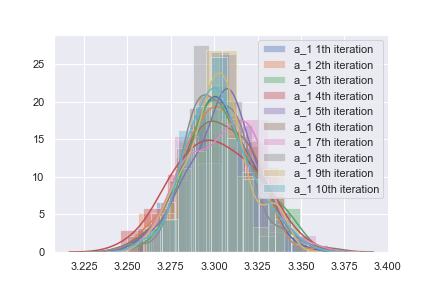 25
20
15
10
5
0
3.225 3.250 3.275 3.300 3.325 3.350 3.375 3.400
a_1 1th iteration
a_1 2th iteration
a_1 3th iteration
a_1 4th iteration
a_1 5th iteration
a_1 6th iteration
a_1 7th iteration
a_1 8th iteration
a_1 9th iteration
a_1 10th iteration